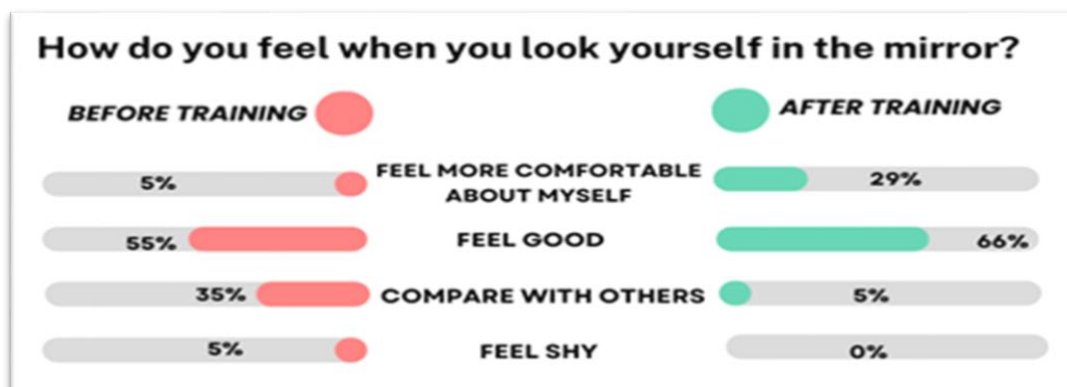 How do you feel when you look yourself in the mirror?
BEFORE TRAINING AFTER TRAINING
5% FEEL MORE COMFORTABLE ABOUT MYSELF 29%
55% FEEL GOOD 66%
35% COMPARE WITH OTHERS 5%
5% FEEL SHY 0%